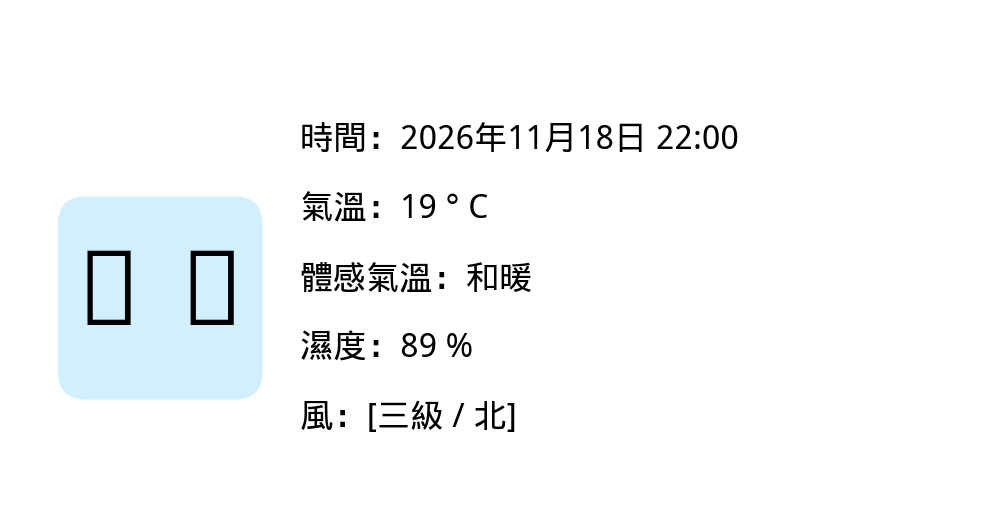 時間：2026年11月18日 22:00
氣溫：19 ° C
體感氣溫：和暖
濕度：89 %
風：[三級 / 北]